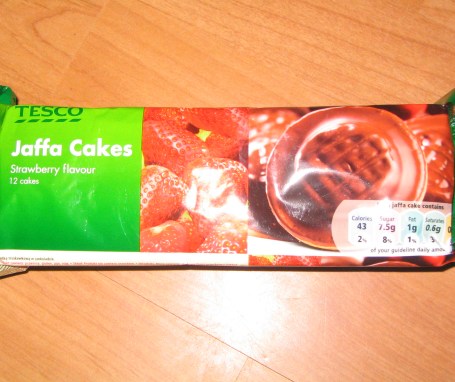 TESCO
Jaffa Cakes
Strawberry flavour
12 cakes
jaffa cake contains
Calories Sugar Fat Saturates
43 7.5g 1g 0.6g
2% 8% 1% 3%
of your guideline daily amount